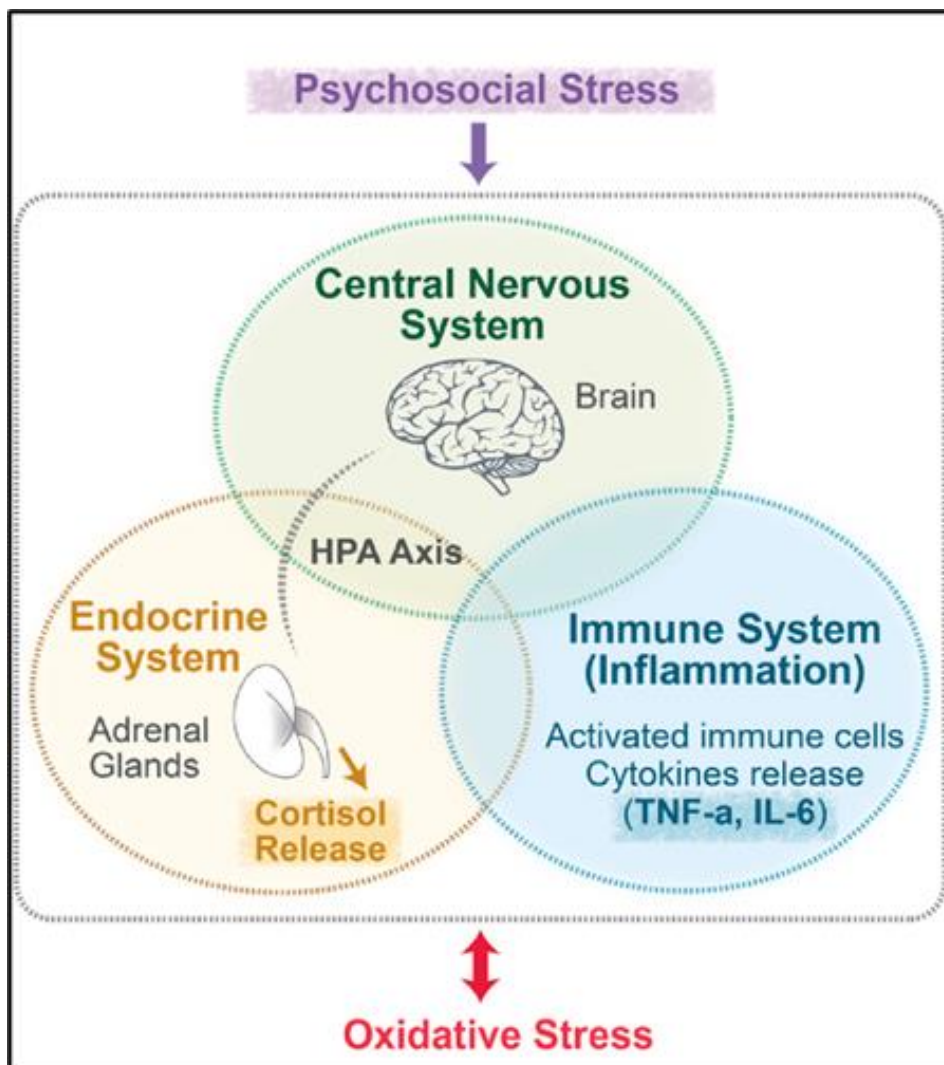 Psychosocial Stress
Central Nervous
System
Brain
HPA Axis
Endocrine
System
Adrenal
Glands
Cortisol
Release
Immune System
(Inflammation)
Activated immune cells
Cytokines release
(TNF-a, IL-6)
Oxidative Stress